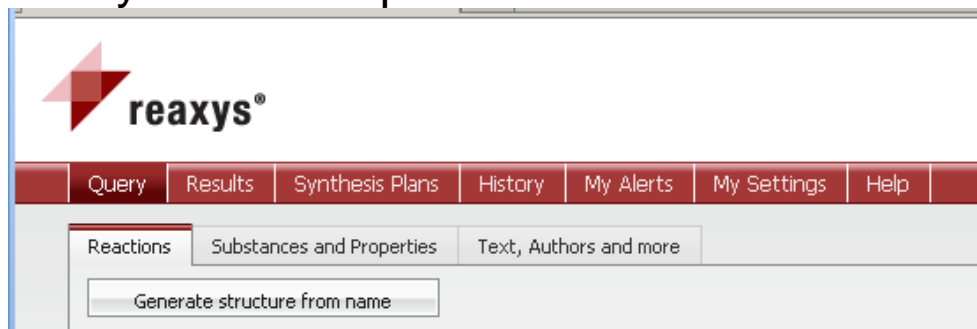 reaxys®
Query Results Synthesis Plans History My Alerts My Settings Help
Reactions Substances and Properties Text, Authors and more
Generate structure from name